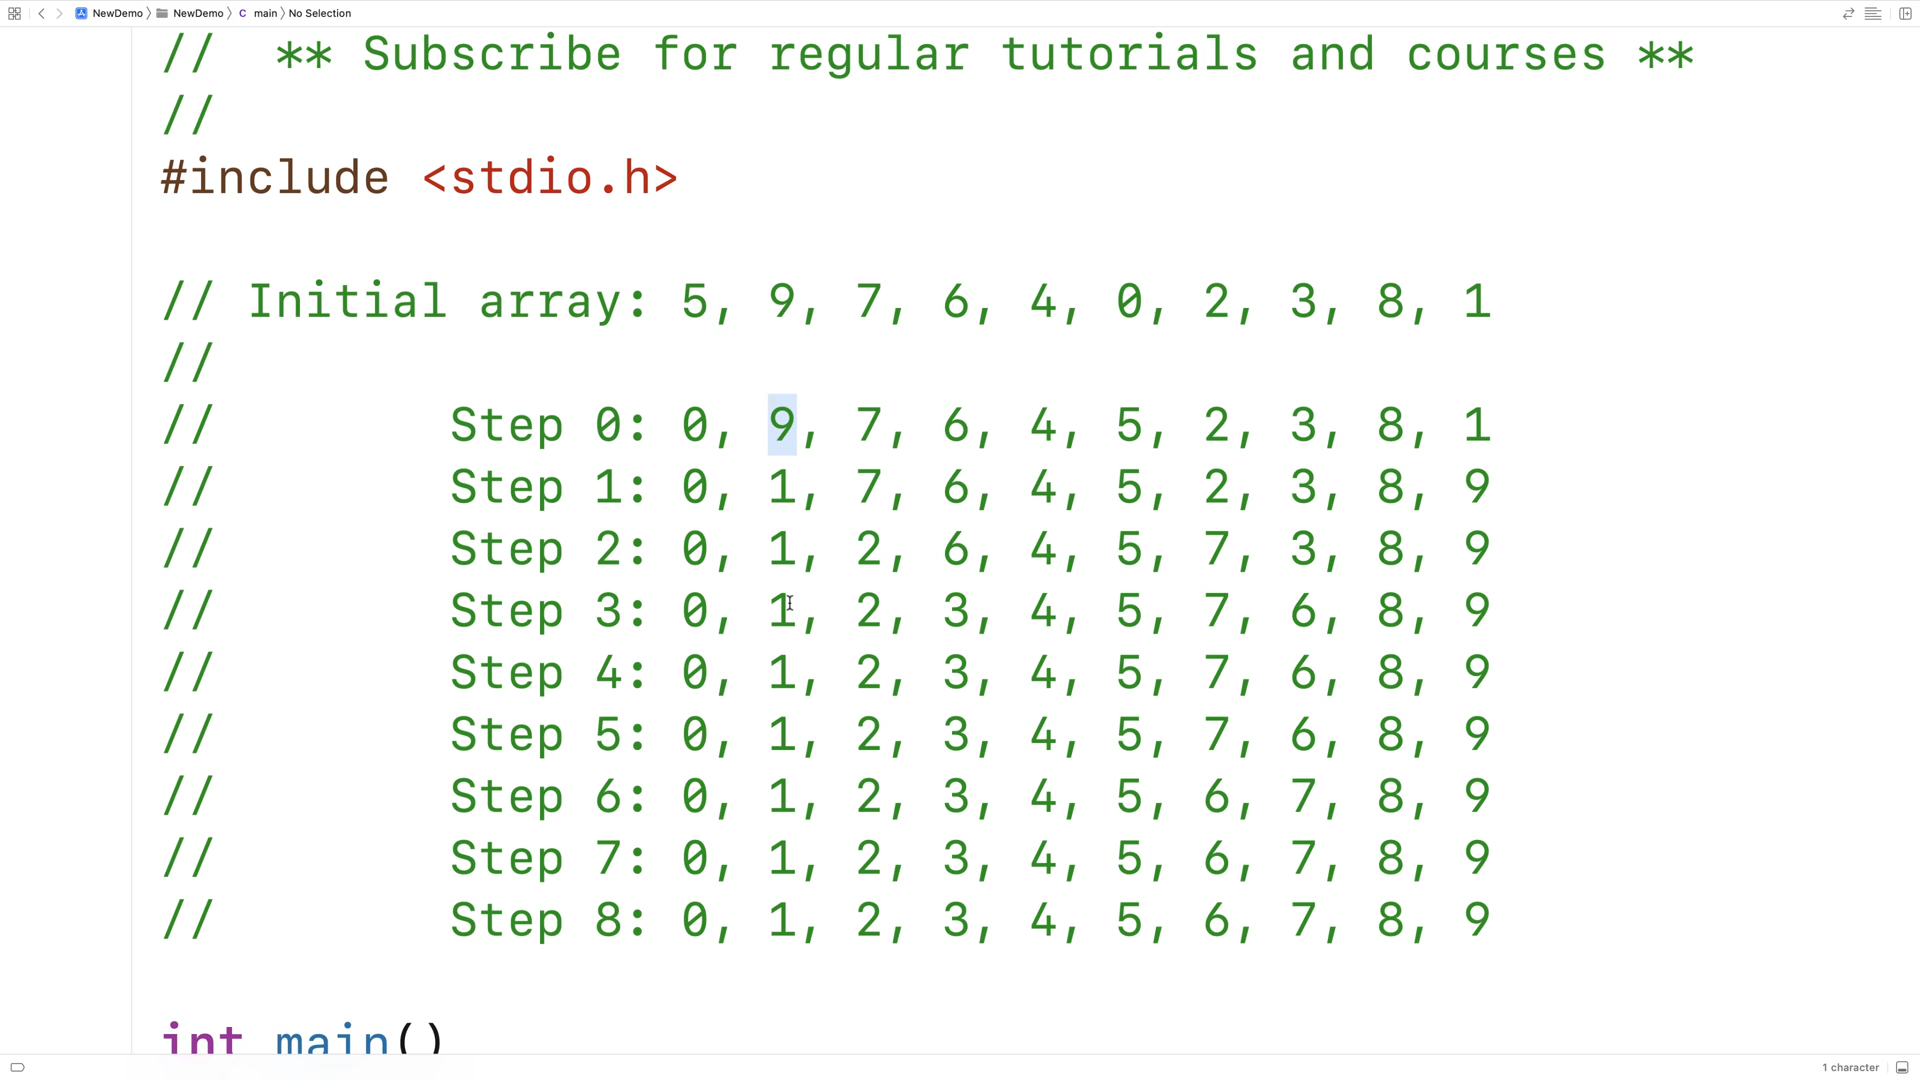 NewDemo 〉 NewDemo 〉 C main 〉 No Selection
// ** Subscribe for regular tutorials and courses **
//
#include <stdio.h>
// Initial array: 5, 9, 7, 6, 4, 0, 2, 3, 8, 1
//
// Step 0: 0, 9, 7, 6, 4, 5, 2, 3, 8, 1
// Step 1: 0, 1, 7, 6, 4, 5, 2, 3, 8, 9
// Step 2: 0, 1, 2, 6, 4, 5, 7, 3, 8, 9
// Step 3: 0, 1, 2, 3, 4, 5, 7, 6, 8, 9
// Step 4: 0, 1, 2, 3, 4, 5, 7, 6, 8, 9
// Step 5: 0, 1, 2, 3, 4, 5, 7, 6, 8, 9
// Step 6: 0, 1, 2, 3, 4, 5, 6, 7, 8, 9
// Step 7: 0, 1, 2, 3, 4, 5, 6, 7, 8, 9
// Step 8: 0, 1, 2, 3, 4, 5, 6, 7, 8, 9
int main()
1 character